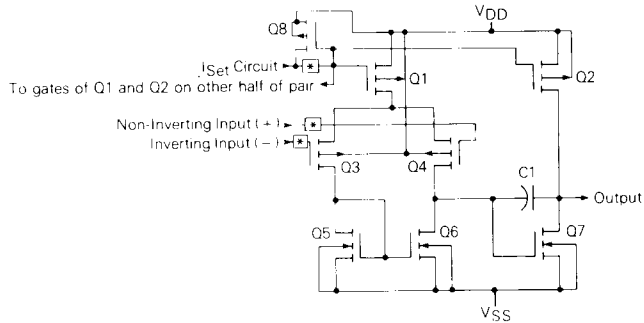 VDD
Q8
ISet Circuit
*
Q1
Q2
To gates of Q1 and Q2 on other half of pair
Non-Inverting Input (+)
*
Inverting Input (−)
*
Q3
Q4
C1
Output
Q5
Q6
Q7
VSS